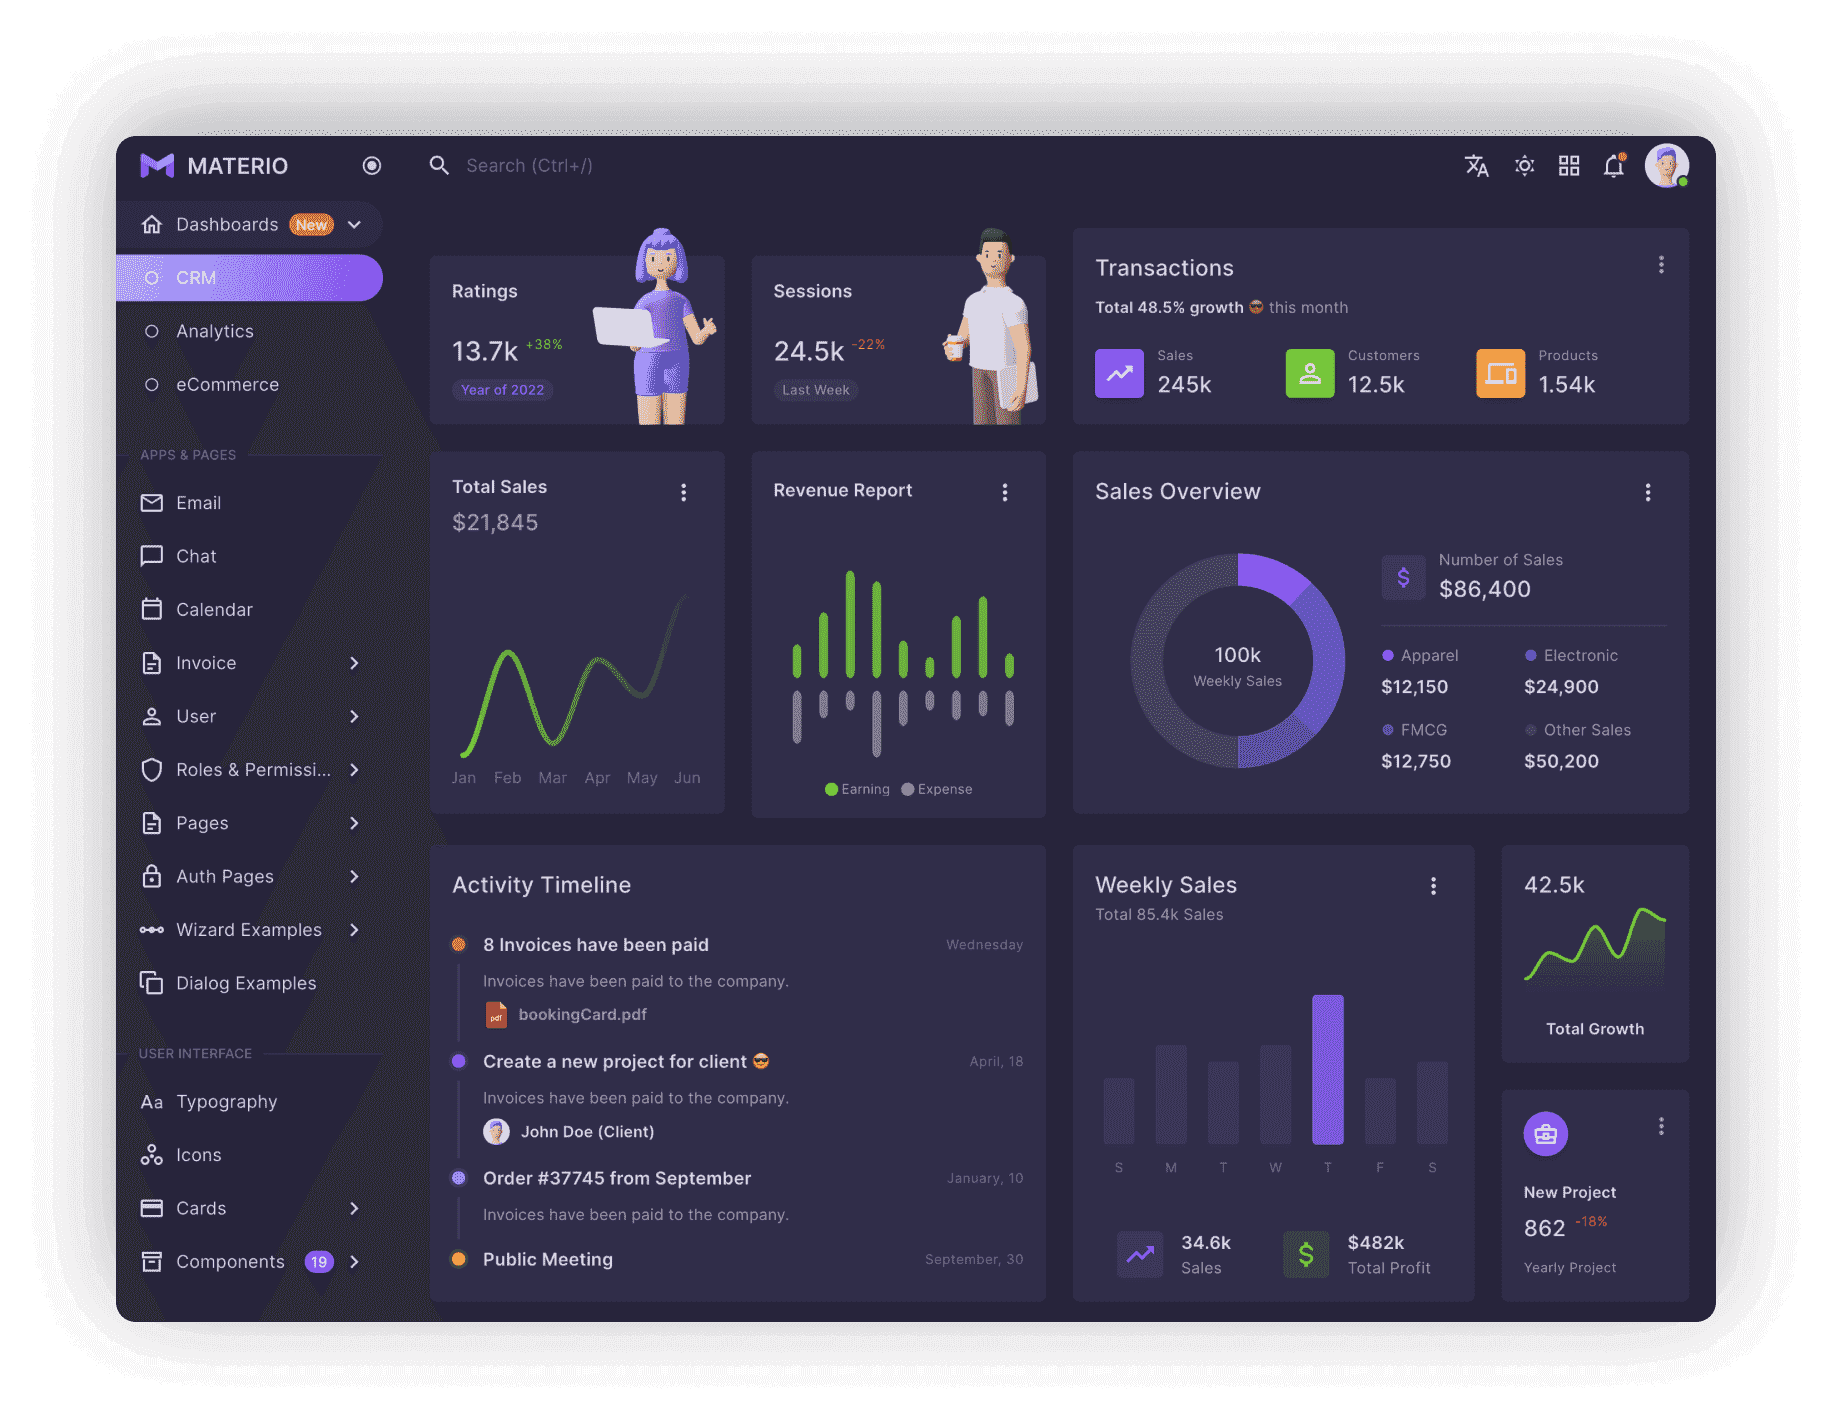 MATERIO
Search (Ctrl+/)
Dashboards New
CRM
Analytics
eCommerce
APPS & PAGES
Email
Chat
Calendar
Invoice
User
Roles & Permissi...
Pages
Auth Pages
Wizard Examples
Dialog Examples
USER INTERFACE
Aa Typography
Icons
Cards
Components 19
Ratings
13.7k +38%
Year of 2022
Sessions
24.5k -22%
Last Week
Transactions
Total 48.5% growth 😎 this month
Sales
245k
Customers
12.5k
Products
1.54k
Total Sales
$21,845
Jan Feb Mar Apr May Jun
Revenue Report
Earning Expense
Sales Overview
100k
Weekly Sales
$
Number of Sales
$86,400
Apparel
$12,150
Electronic
$24,900
FMCG
$12,750
Other Sales
$50,200
Activity Timeline
8 Invoices have been paid Wednesday
Invoices have been paid to the company.
pdf bookingCard.pdf
Create a new project for client 😎 April, 18
Invoices have been paid to the company.
John Doe (Client)
Order #37745 from September January, 10
Invoices have been paid to the company.
Public Meeting September, 30
Weekly Sales
Total 85.4k Sales
S M T W T F S
34.6k
Sales
$
$482k
Total Profit
42.5k
Total Growth
New Project
862 -18%
Yearly Project